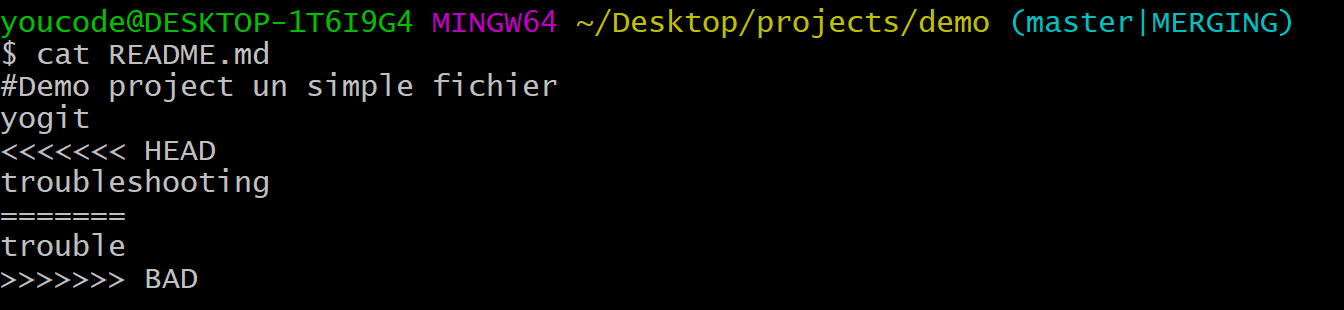 youcode@DESKTOP-1T6I9G4 MINGW64 ~/Desktop/projects/demo (master|MERGING)
$ cat README.md
#Demo project un simple fichier
yogit
<<<<<<< HEAD
troubleshooting
=======
trouble
>>>>>>> BAD